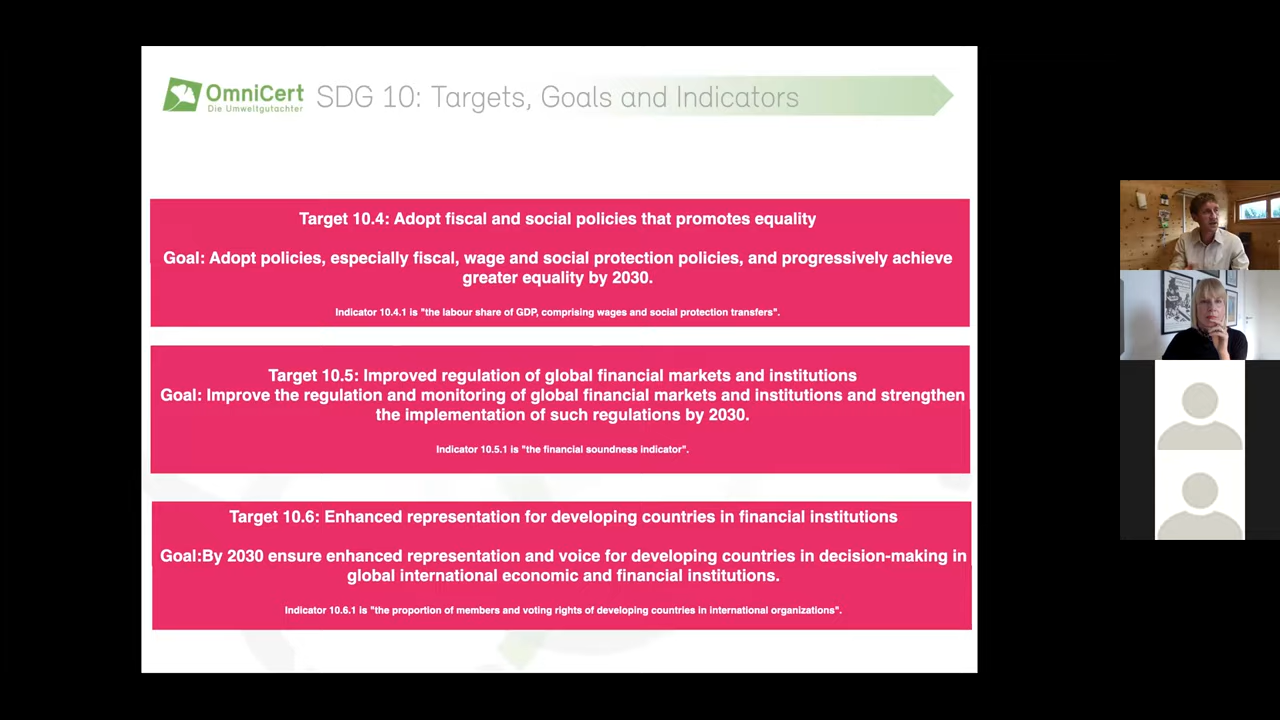 OmniCert
Die Umweltgutachter
SDG 10: Targets, Goals and Indicators
Target 10.4: Adopt fiscal and social policies that promotes equality
Goal: Adopt policies, especially fiscal, wage and social protection policies, and progressively achieve
greater equality by 2030.
Indicator 10.4.1 is "the labour share of GDP, comprising wages and social protection transfers".
Target 10.5: Improved regulation of global financial markets and institutions
Goal: Improve the regulation and monitoring of global financial markets and institutions and strengthen
the implementation of such regulations by 2030.
Indicator 10.5.1 is "the financial soundness indicator".
Target 10.6: Enhanced representation for developing countries in financial institutions
Goal:By 2030 ensure enhanced representation and voice for developing countries in decision-making in
global international economic and financial institutions.
Indicator 10.6.1 is "the proportion of members and voting rights of developing countries in international organizations".